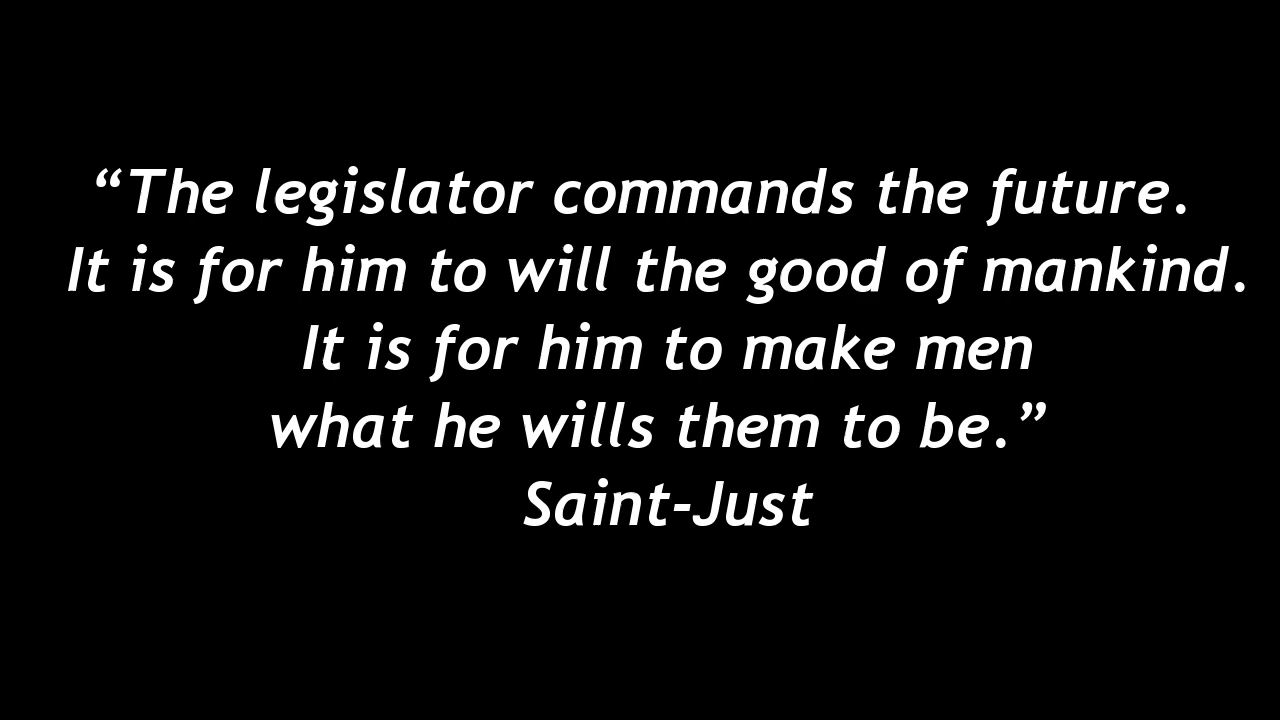 “The legislator commands the future.
It is for him to will the good of mankind.
It is for him to make men
what he wills them to be.”
Saint-Just